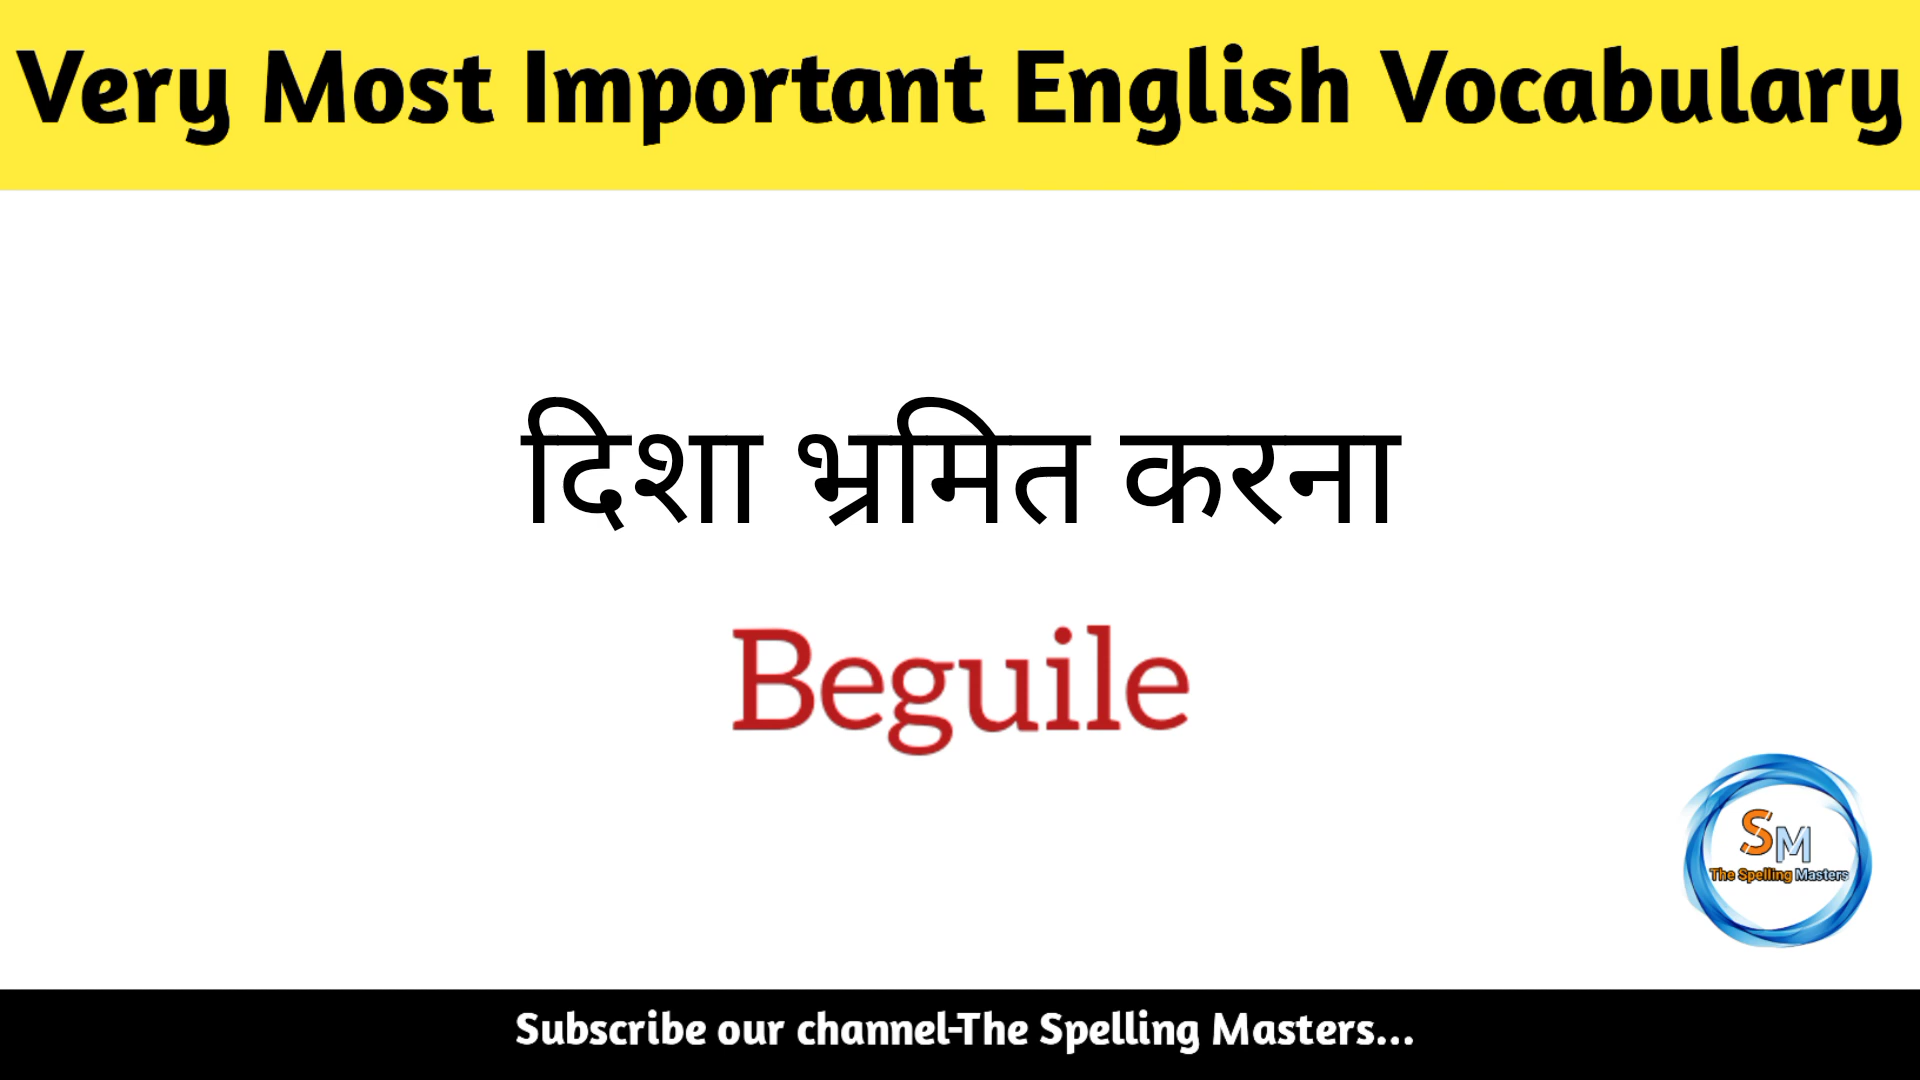 Very Most Important English Vocabulary
दिशा भ्रमित करना
Beguile
SM
The Spelling Masters
Subscribe our channel-The Spelling Masters...